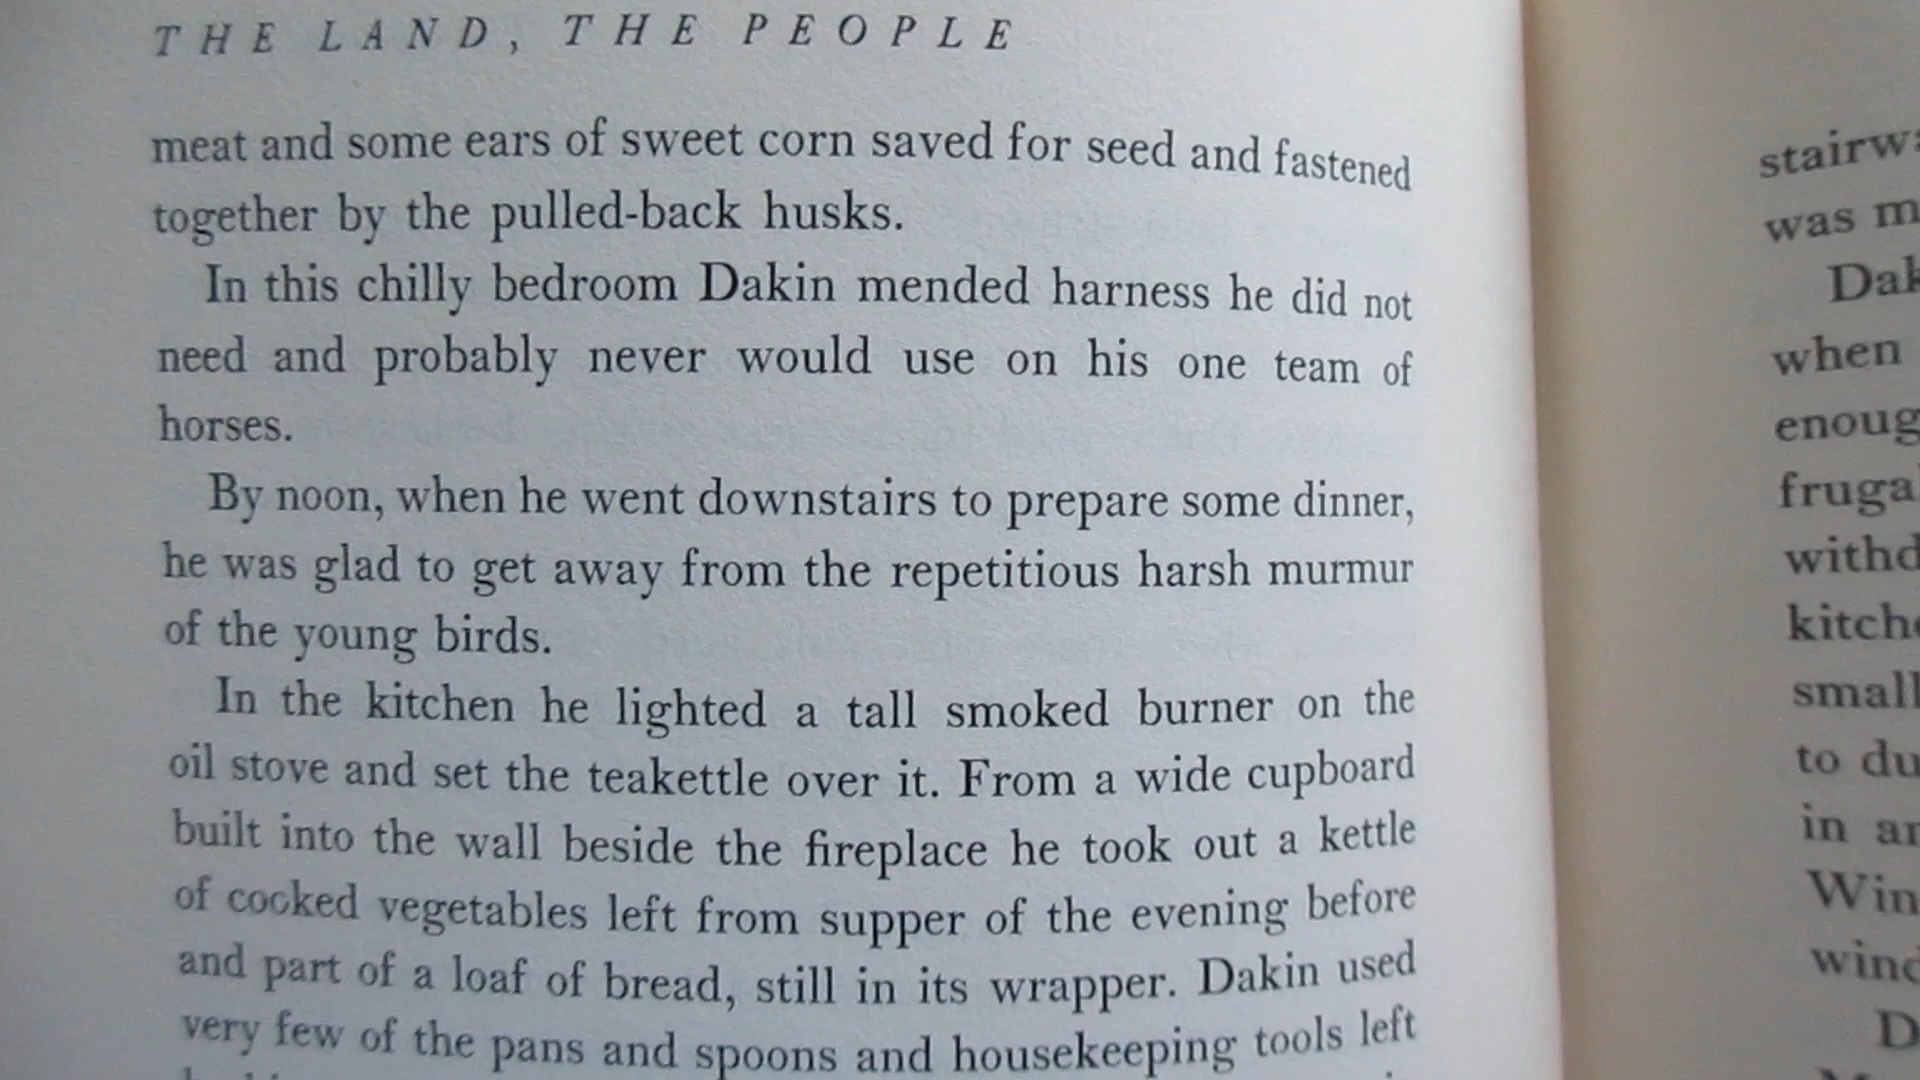 THE LAND, THE PEOPLE
meat and some ears of sweet corn saved for seed and fastened
together by the pulled-back husks.
In this chilly bedroom Dakin mended harness he did not
need and probably never would use on his one team of
horses.
By noon, when he went downstairs to prepare some dinner,
he was glad to get away from the repetitious harsh murmur
of the young birds.
In the kitchen he lighted a tall smoked burner on the
oil stove and set the teakettle over it. From a wide cupboard
built into the wall beside the fireplace he took out a kettle
of cooked vegetables left from supper of the evening before
and part of a loaf of bread, still in its wrapper. Dakin used
very few of the pans and spoons and housekeeping tools left
was
when
to
in